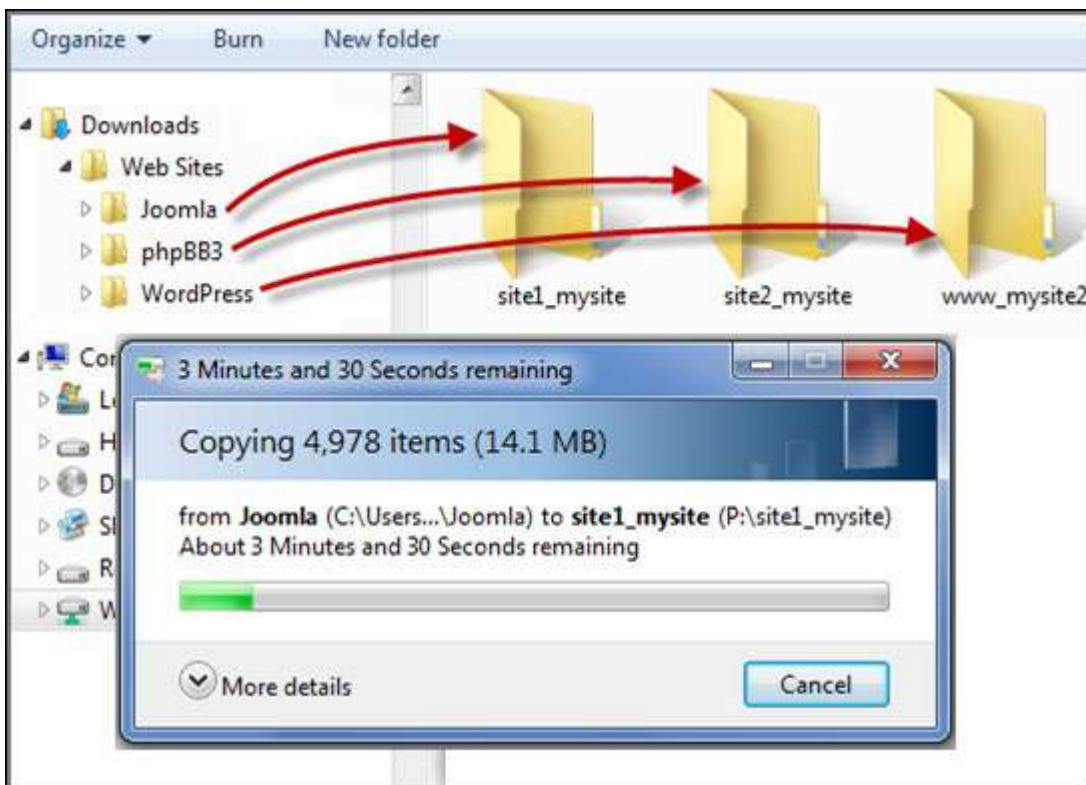 Organize Burn New folder
Downloads
Web Sites
Joomla
phpBB3
WordPress
site1_mysite site2_mysite www_mysite2
Cor
L
H
D
R
W
3 Minutes and 30 Seconds remaining
Copying 4,978 items (14.1 MB)
from Joomla (C:\Users...\Joomla) to site1_mysite (P:\site1_mysite)
About 3 Minutes and 30 Seconds remaining
More details
Cancel